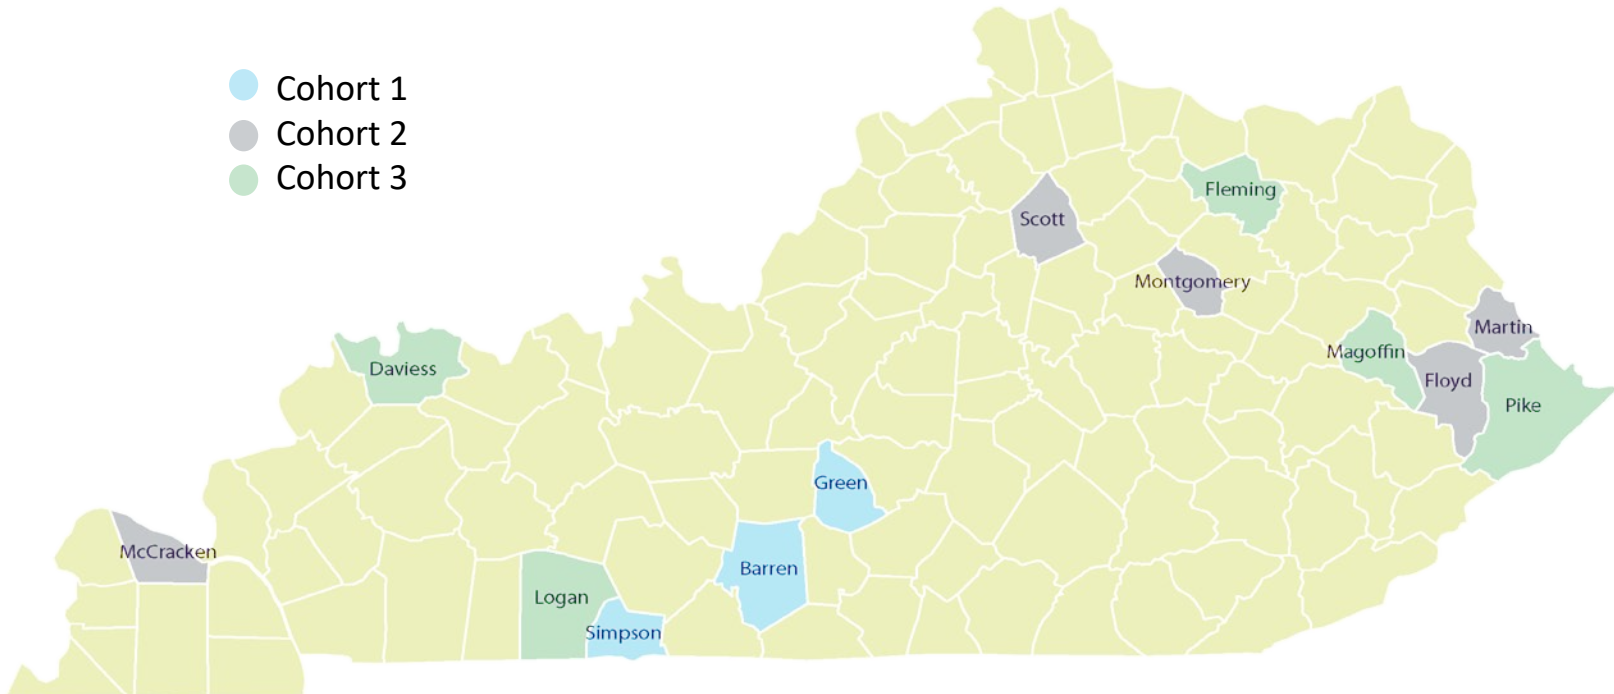 Cohort 1
Cohort 2
Cohort 3
Fleming
Scott
Montgomery
Martin
Magoffin
Daviess
Floyd
Pike
Green
McCracken
Barren
Logan
Simpson